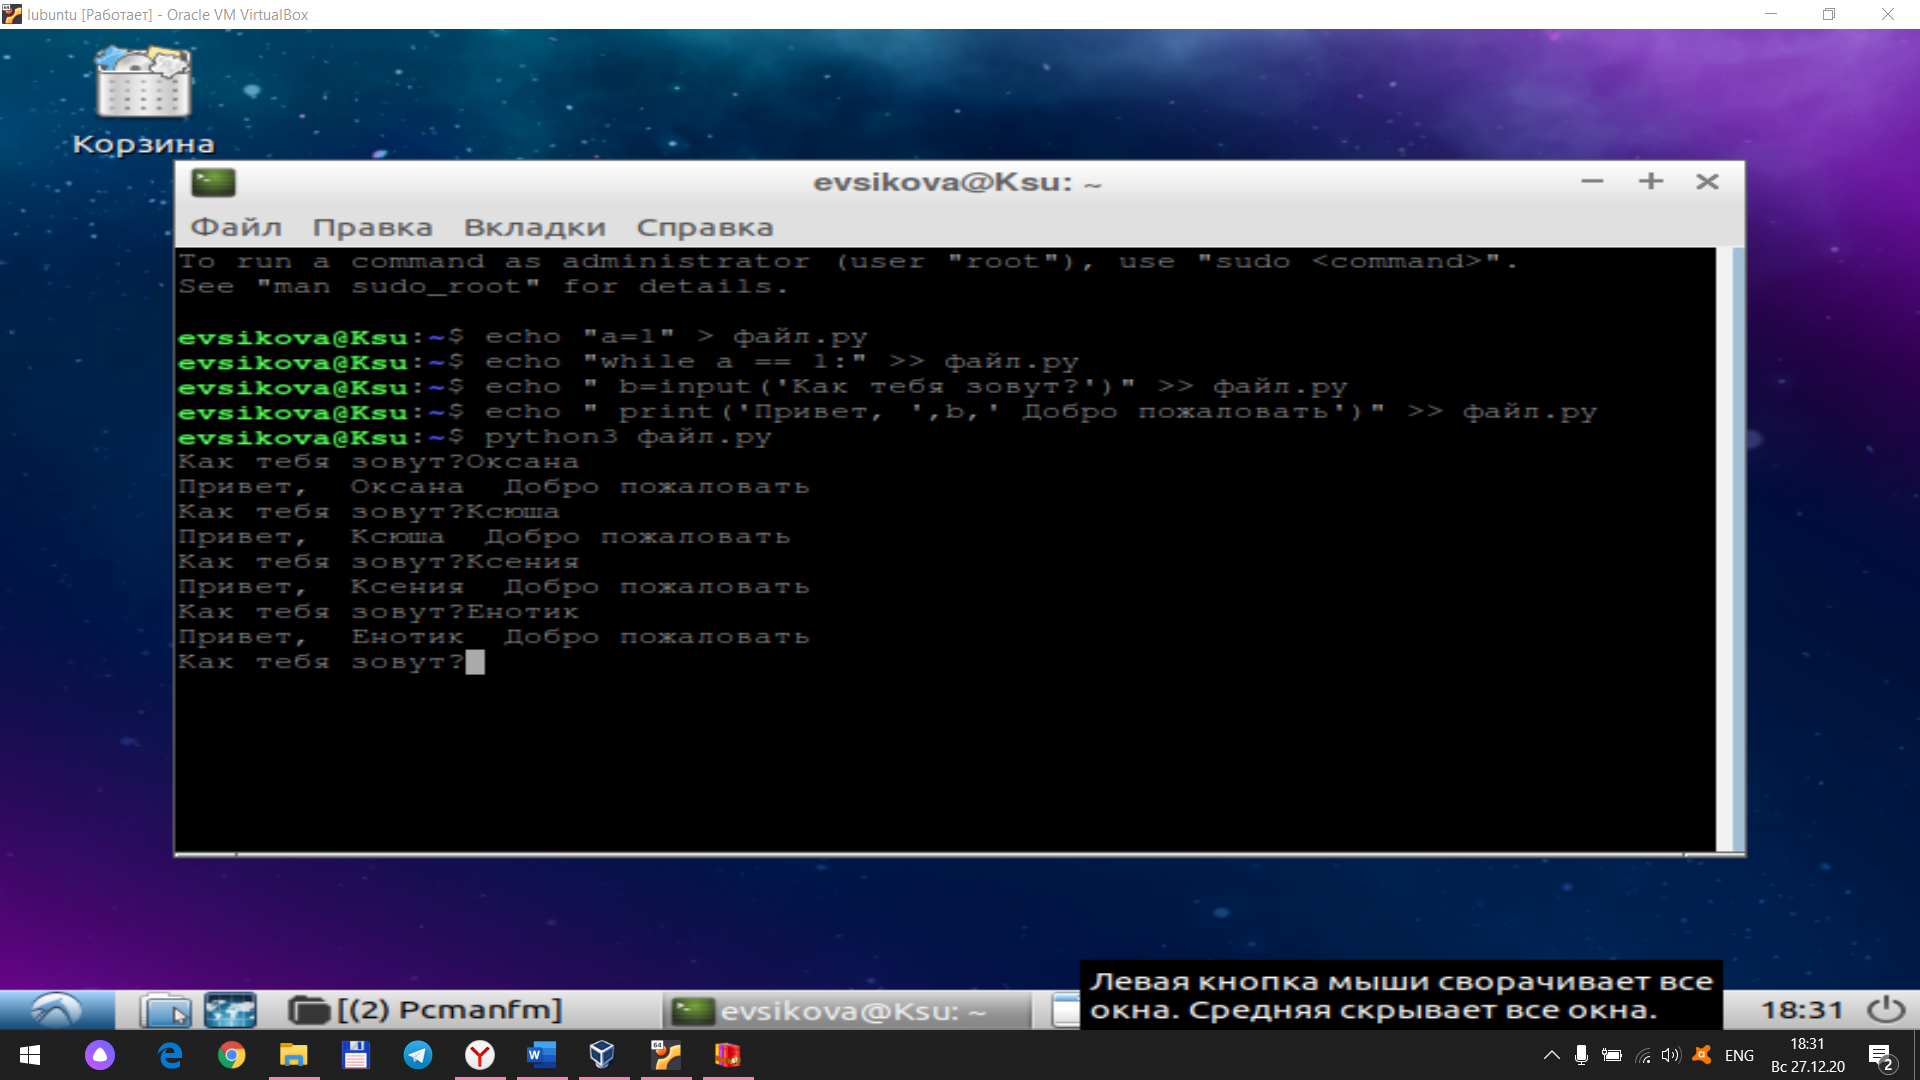 lubuntu [Работает] - Oracle VM VirtualBox
Корзина
evsikova@Ksu: ~
Файл Правка Вкладки Справка
To run a command as administrator (user "root"), use "sudo <command>".
See "man sudo_root" for details.
evsikova@Ksu:~$ echo "a=1" > файл.py
evsikova@Ksu:~$ echo "while a == 1:" >> файл.py
evsikova@Ksu:~$ echo " b=input('Как тебя зовут?')" >> файл.py
evsikova@Ksu:~$ echo " print('Привет, ',b,' Добро пожаловать')" >> файл.py
evsikova@Ksu:~$ python3 файл.py
Как тебя зовут?Оксана
Привет,  Оксана  Добро пожаловать
Как тебя зовут?Ксюша
Привет,  Ксюша  Добро пожаловать
Как тебя зовут?Ксения
Привет,  Ксения  Добро пожаловать
Как тебя зовут?Енотик
Привет,  Енотик  Добро пожаловать
Как тебя зовут?
Левая кнопка мыши сворачивает все
окна. Средняя скрывает все окна.
[(2) Pcmanfm]
evsikova@Ksu: ~
18:31
64
ENG
18:31
Вс 27.12.20
2